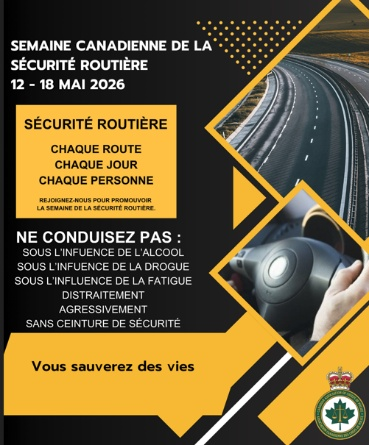 SEMAINE CANADIENNE DE LA
SÉCURITÉ ROUTIÈRE
12 - 18 MAI 2026
SÉCURITÉ ROUTIÈRE
CHAQUE ROUTE
CHAQUE JOUR
CHAQUE PERSONNE
REJOIGNEZ-NOUS POUR PROMOUVOIR
LA SEMAINE DE LA SÉCURITÉ ROUTIÈRE.
NE CONDUISEZ PAS :
SOUS L'INFUENCE DE L'ALCOOL
SOUS L'INFUENCE DE LA DROGUE
SOUS L'INFLUENCE DE LA FATIGUE
DISTRAITEMENT
AGRESSIVEMENT
SANS CEINTURE DE SÉCURITÉ
Vous sauverez des vies